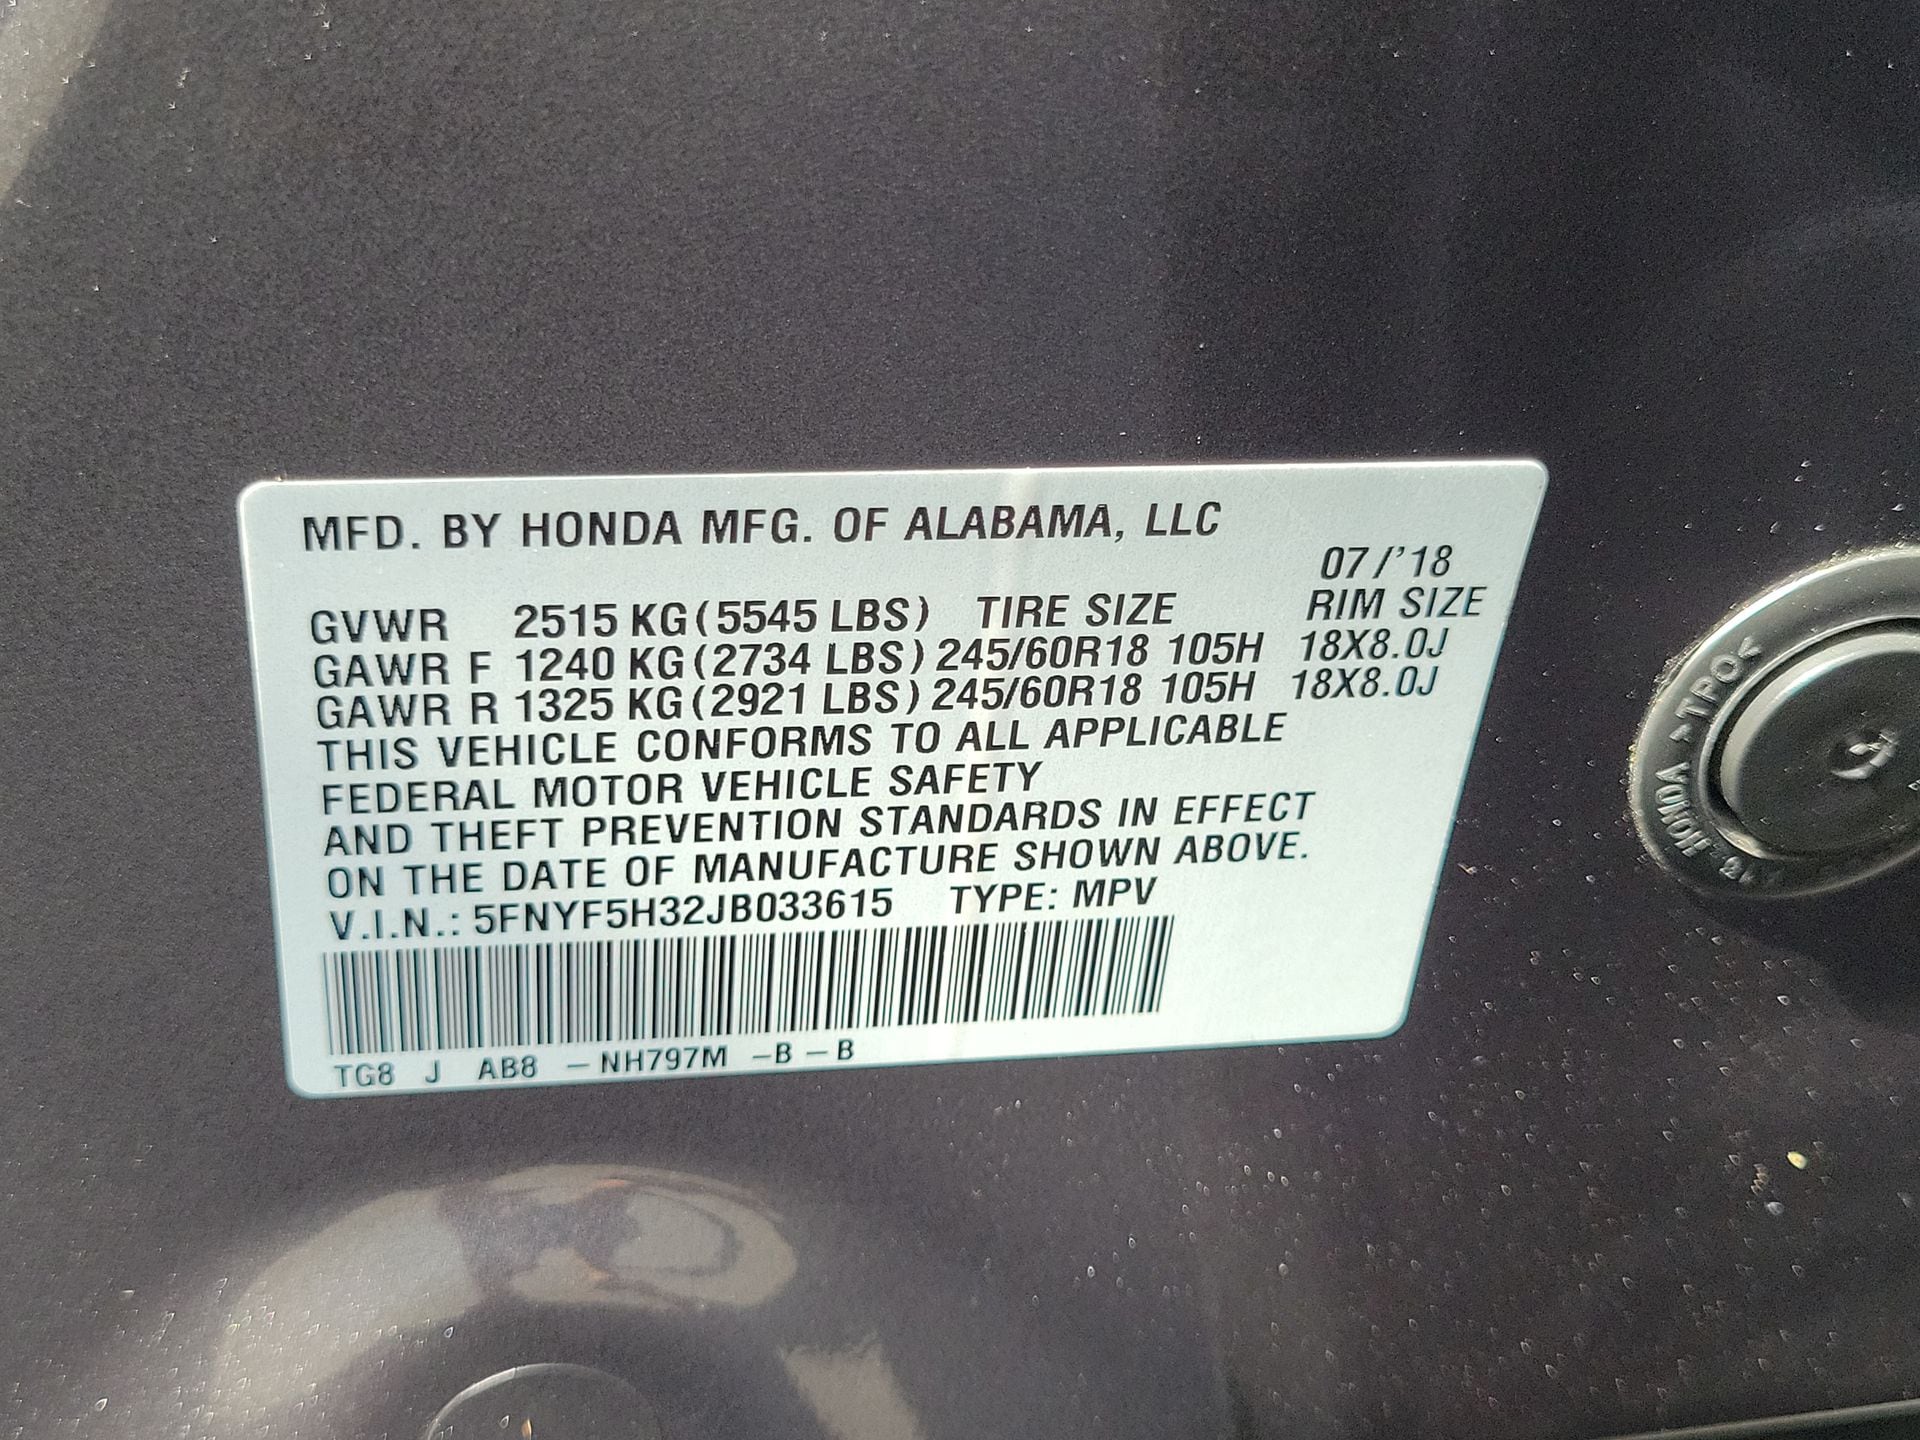 MFD. BY HONDA MFG. OF ALABAMA, LLC
07/'18
GVWR 2515 KG (5545 LBS) TIRE SIZE RIM SIZE
GAWR F 1240 KG (2734 LBS) 245/60R18 105H 18X8.0J
GAWR R 1325 KG (2921 LBS) 245/60R18 105H 18X8.0J
THIS VEHICLE CONFORMS TO ALL APPLICABLE
FEDERAL MOTOR VEHICLE SAFETY
AND THEFT PREVENTION STANDARDS IN EFFECT
ON THE DATE OF MANUFACTURE SHOWN ABOVE.
V.I.N.: 5FNYF5H32JB033615 TYPE: MPV
TG8 J AB8 - NH797M - B - B
HONDA >TPO<